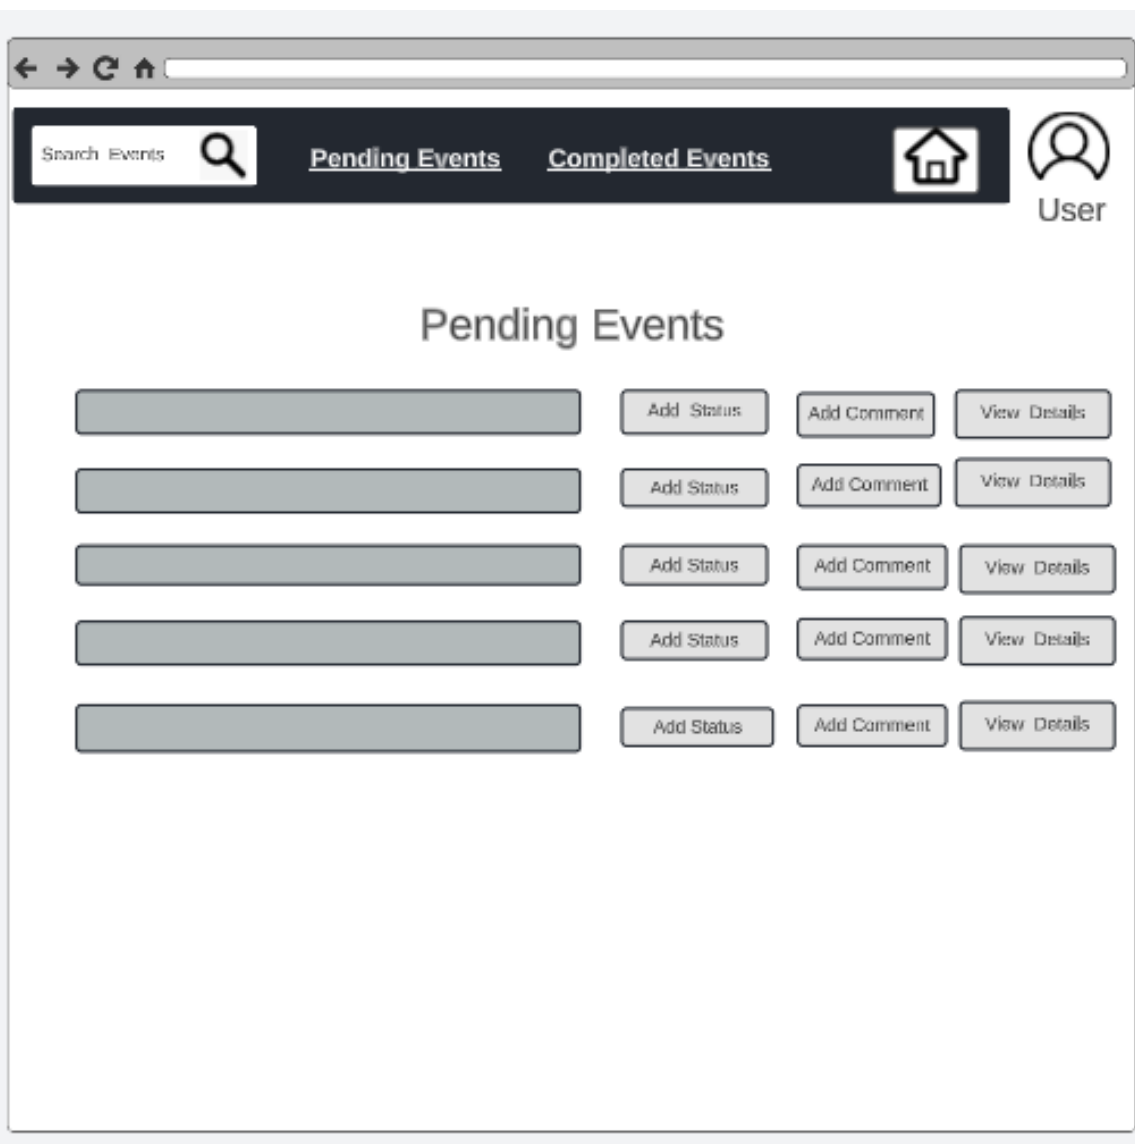 Search Events
Pending Events
Completed Events
User
Pending Events
Add Status
Add Comment
View Details
Add Status
Add Comment
View Details
Add Status
Add Comment
View Details
Add Status
Add Comment
View Details
Add Status
Add Comment
View Details